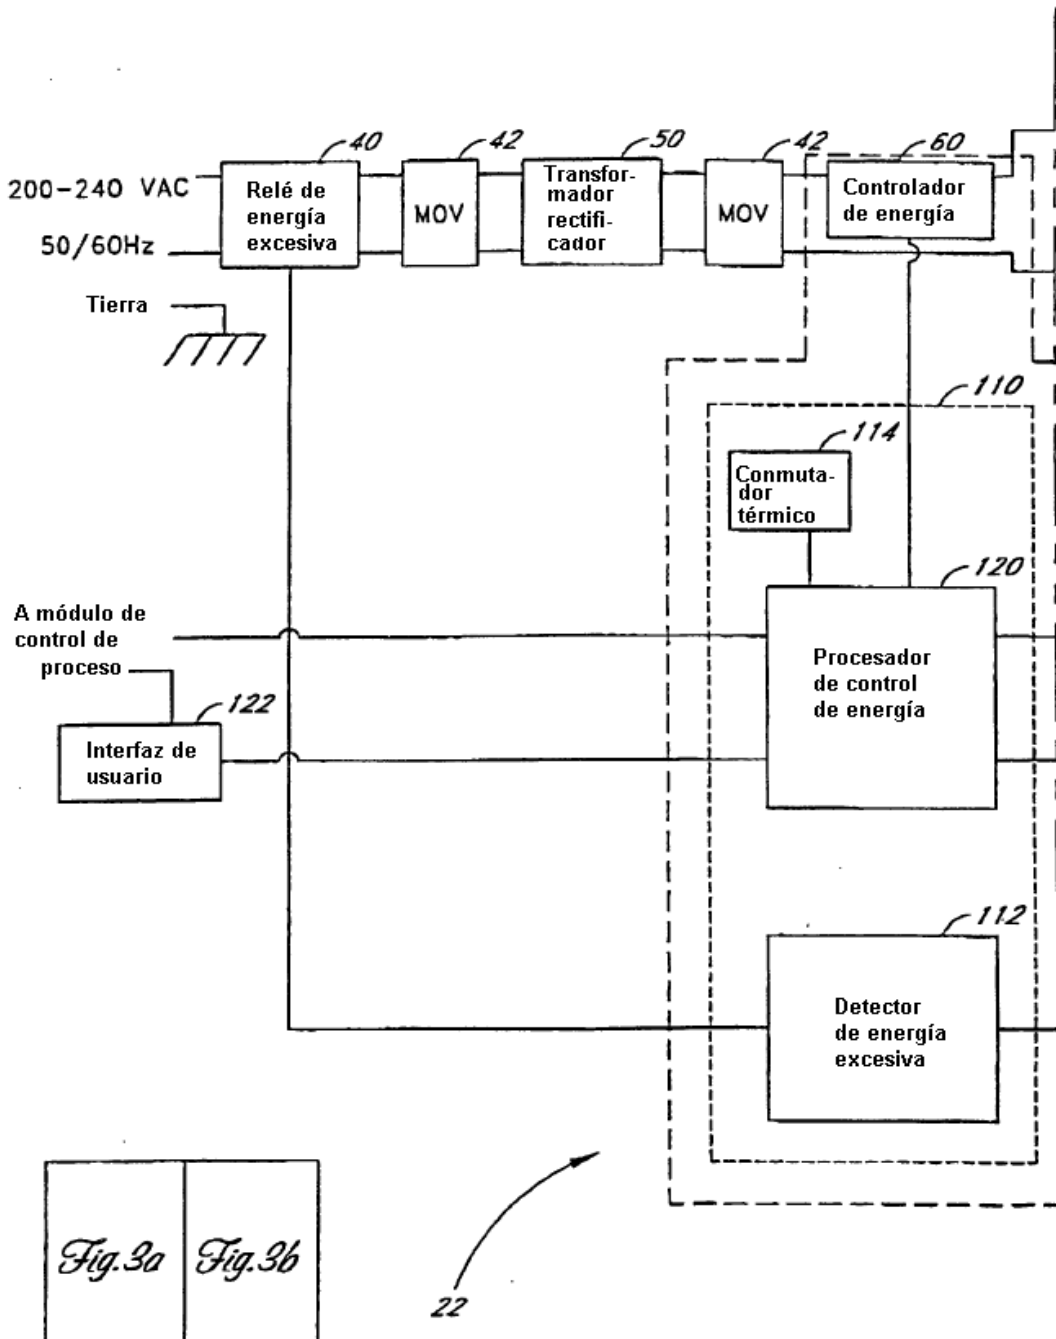 40
42
50
42
60
200-240 VAC
50/60Hz
Relé de
energía
excesiva
MOV
Transfor-
mador
rectifi-
cador
MOV
Controlador
de energía
Tierra
110
114
Conmuta-
dor
térmico
120
A módulo de
control de
proceso
Procesador
de control
de energía
122
Interfaz de
usuario
112
Detector
de energía
excesiva
Fig.3a
Fig.3b
22